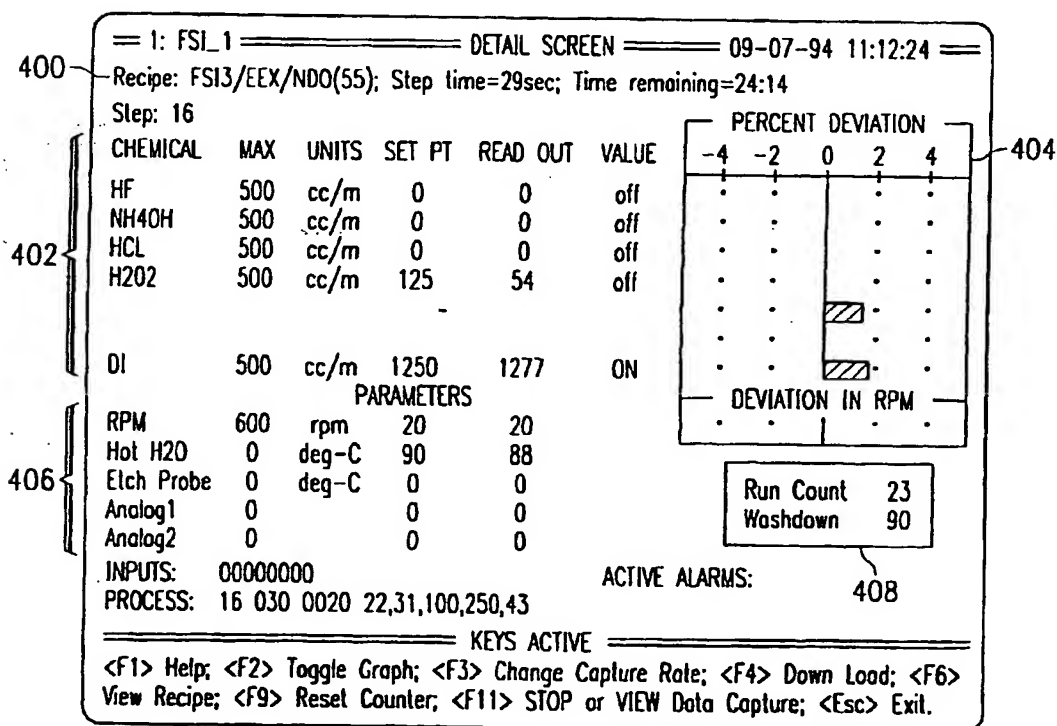 1: FSI_1 DETAIL SCREEN 09-07-94 11:12:24
400
Recipe: FSI3/EEX/NDO(55); Step time=29sec; Time remaining=24:14
Step: 16
PERCENT DEVIATION
CHEMICAL MAX UNITS SET PT READ OUT VALUE
-4 -2 0 2 4
404
HF 500 cc/m 0 0 off
NH4OH 500 cc/m 0 0 off
402
HCL 500 cc/m 0 0 off
H2O2 500 cc/m 125 54 off
DI 500 cc/m 1250 1277 ON
PARAMETERS
DEVIATION IN RPM
RPM 600 rpm 20 20
Hot H2O 0 deg-C 90 88
406
Etch Probe 0 deg-C 0 0
Analog1 0 0 0
Analog2 0 0 0
Run Count 23
Washdown 90
408
INPUTS: 00000000 ACTIVE ALARMS:
PROCESS: 16 030 0020 22,31,100,250,43
KEYS ACTIVE
<F1> Help; <F2> Toggle Graph; <F3> Change Capture Rate; <F4> Down Load; <F6>
View Recipe; <F9> Reset Counter; <F11> STOP or VIEW Data Capture; <Esc> Exit.